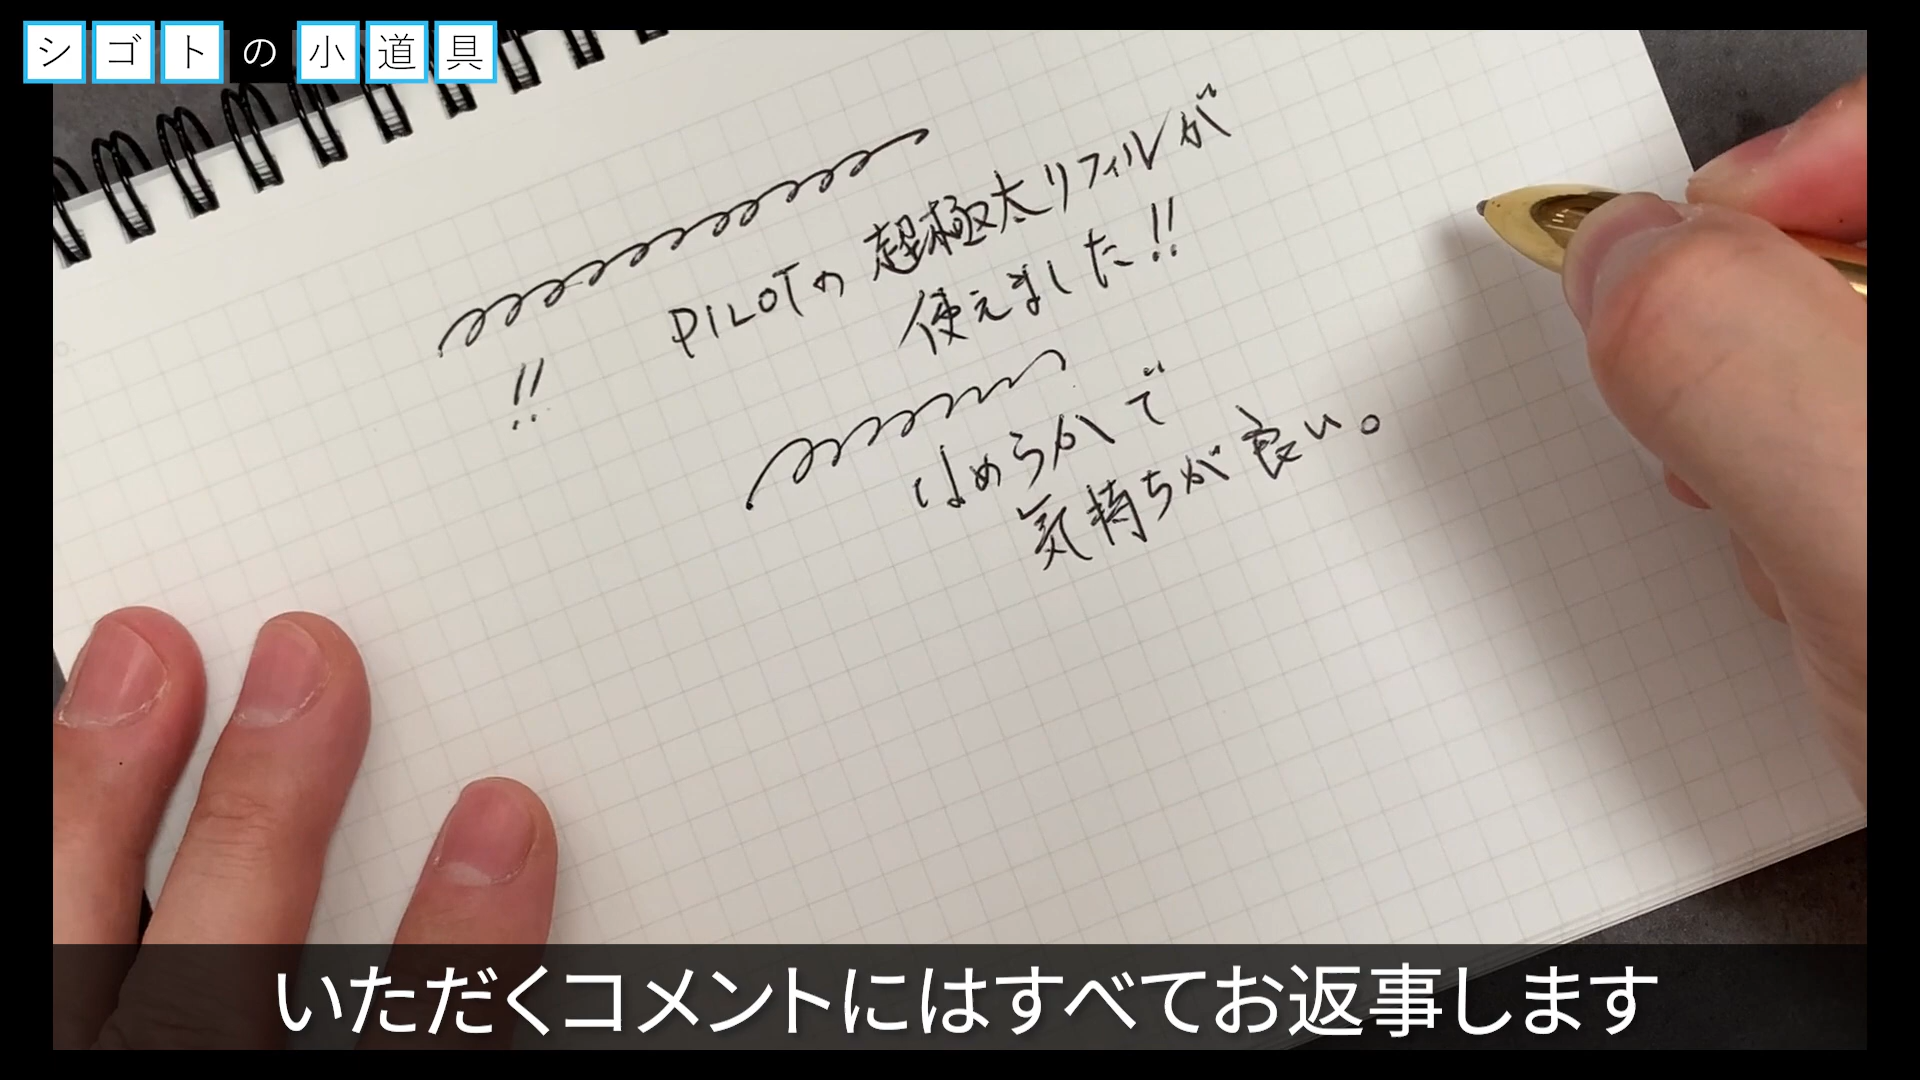 シゴトの小道具
PILOTの超極太リフィルが
使えました!!
!!
なめらかで
気持ちが良い。
いただくコメントにはすべてお返事します